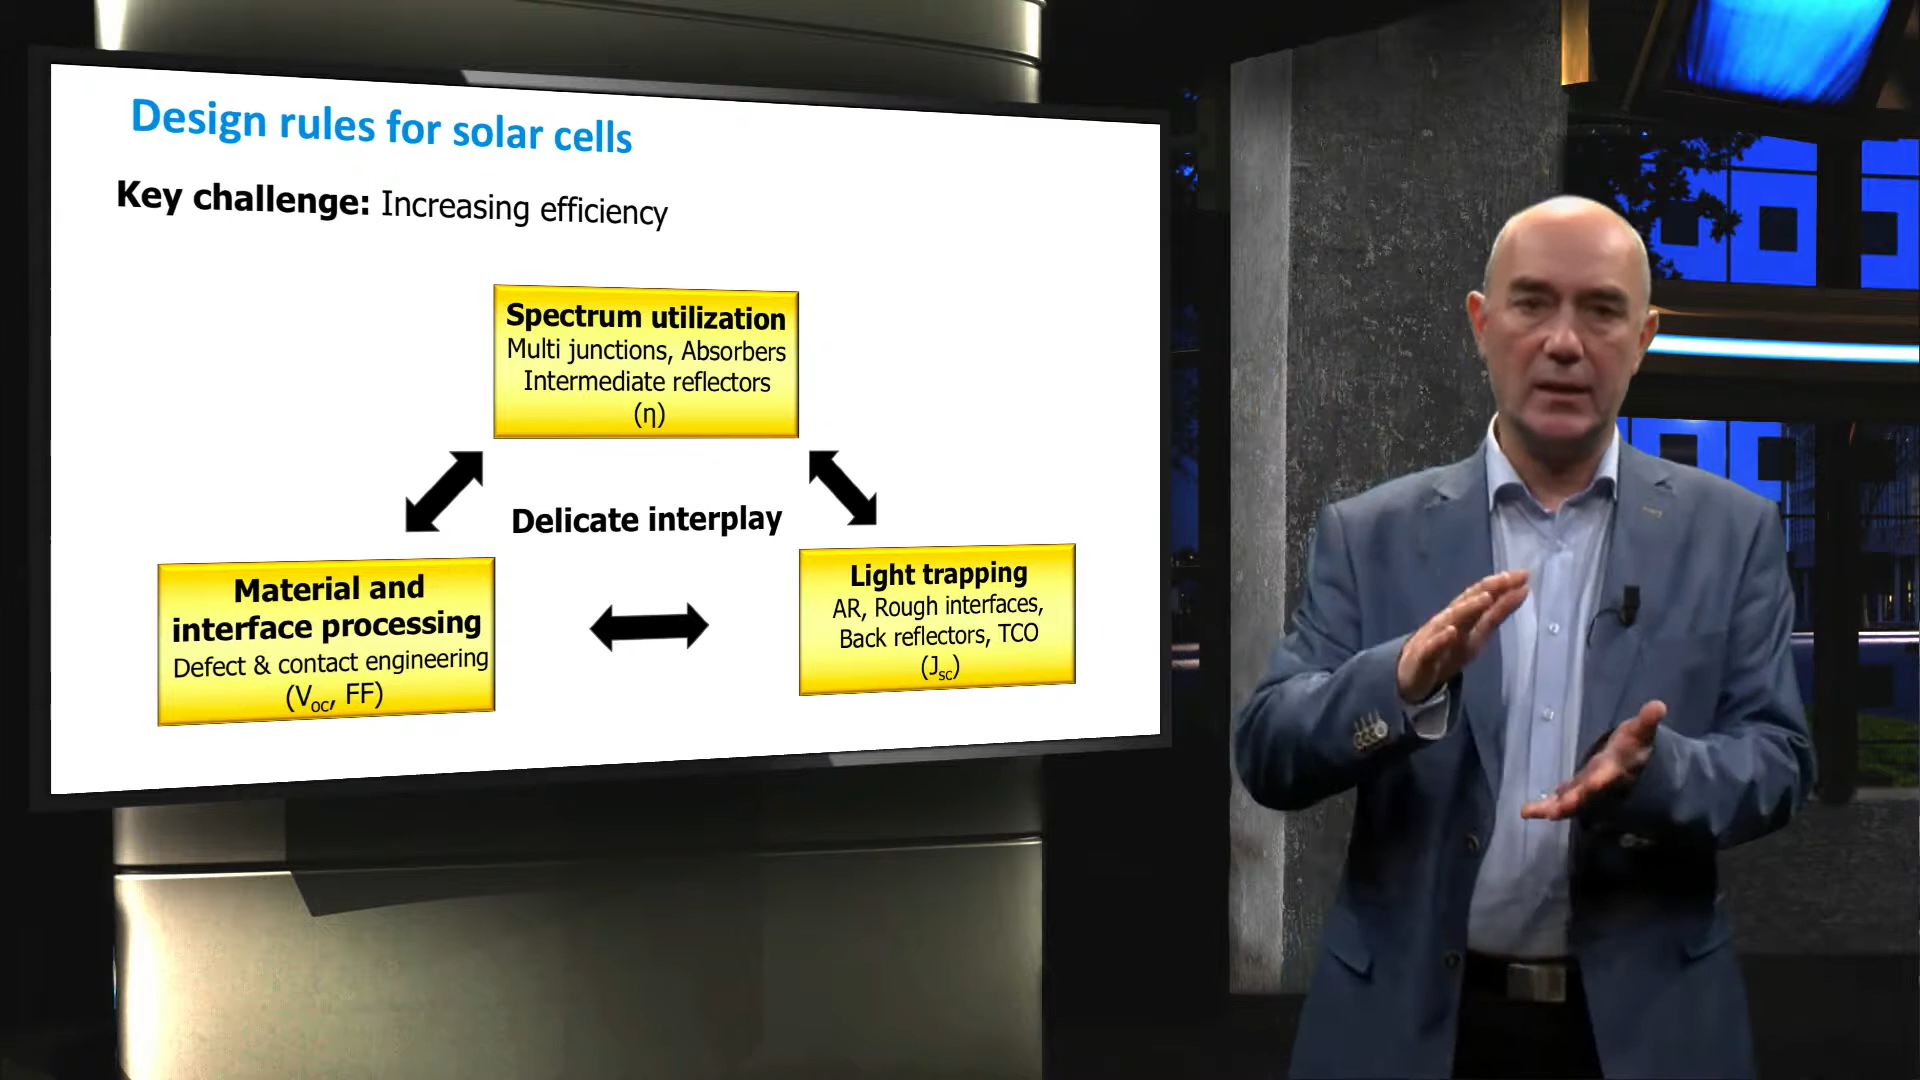 Design rules for solar cells
Key challenge: Increasing efficiency
Spectrum utilization
Multi junctions, Absorbers
Intermediate reflectors
(η)
Delicate interplay
Material and
interface processing
Defect & contact engineering
(Voc, FF)
Light trapping
AR, Rough interfaces,
Back reflectors, TCO
(Jsc)